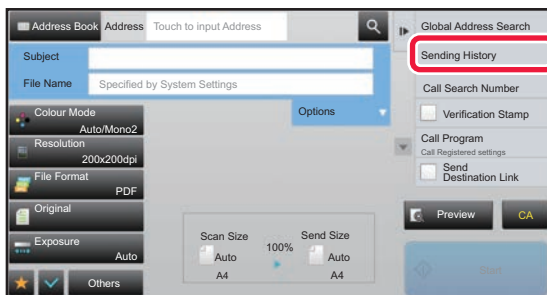 Address Book Address Touch to input Address
Subject
File Name Specified by System Settings
Options
Colour Mode
Auto/Mono2
Resolution
200x200dpi
File Format
PDF
Original
Exposure
Auto
Others
Scan Size
Auto
A4
100%
Send Size
Auto
A4
Global Address Search
Sending History
Call Search Number
Verification Stamp
Call Program
Call Registered settings
Send
Destination Link
Preview
CA
Start